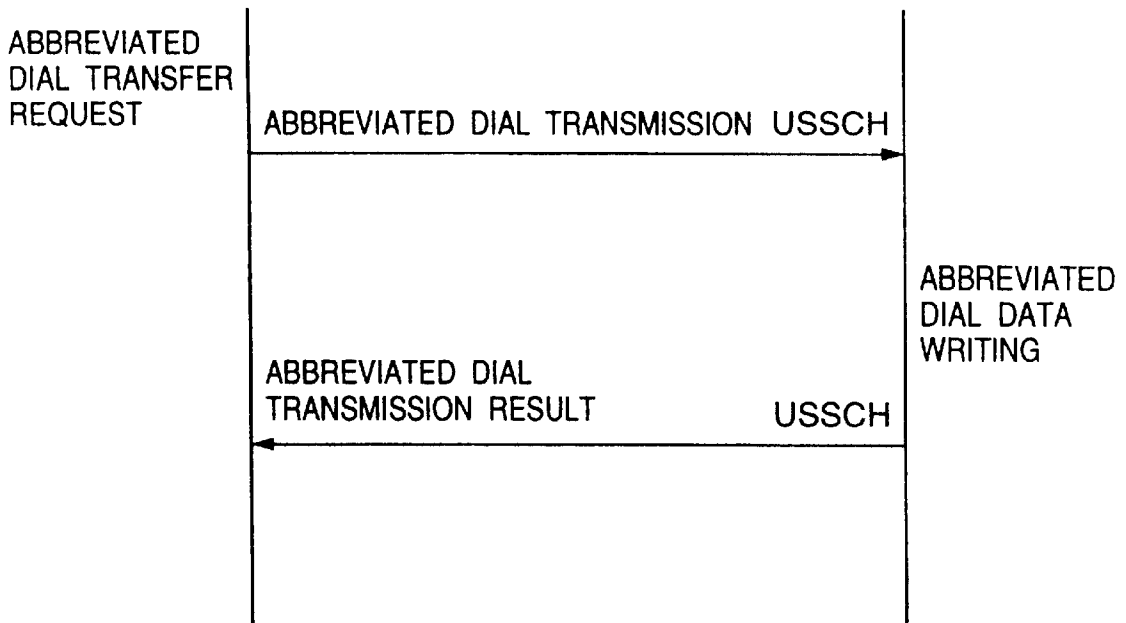 ABBREVIATED
DIAL TRANSFER
REQUEST
ABBREVIATED DIAL TRANSMISSION USSCH
ABBREVIATED
DIAL DATA
WRITING
ABBREVIATED DIAL
TRANSMISSION RESULT USSCH